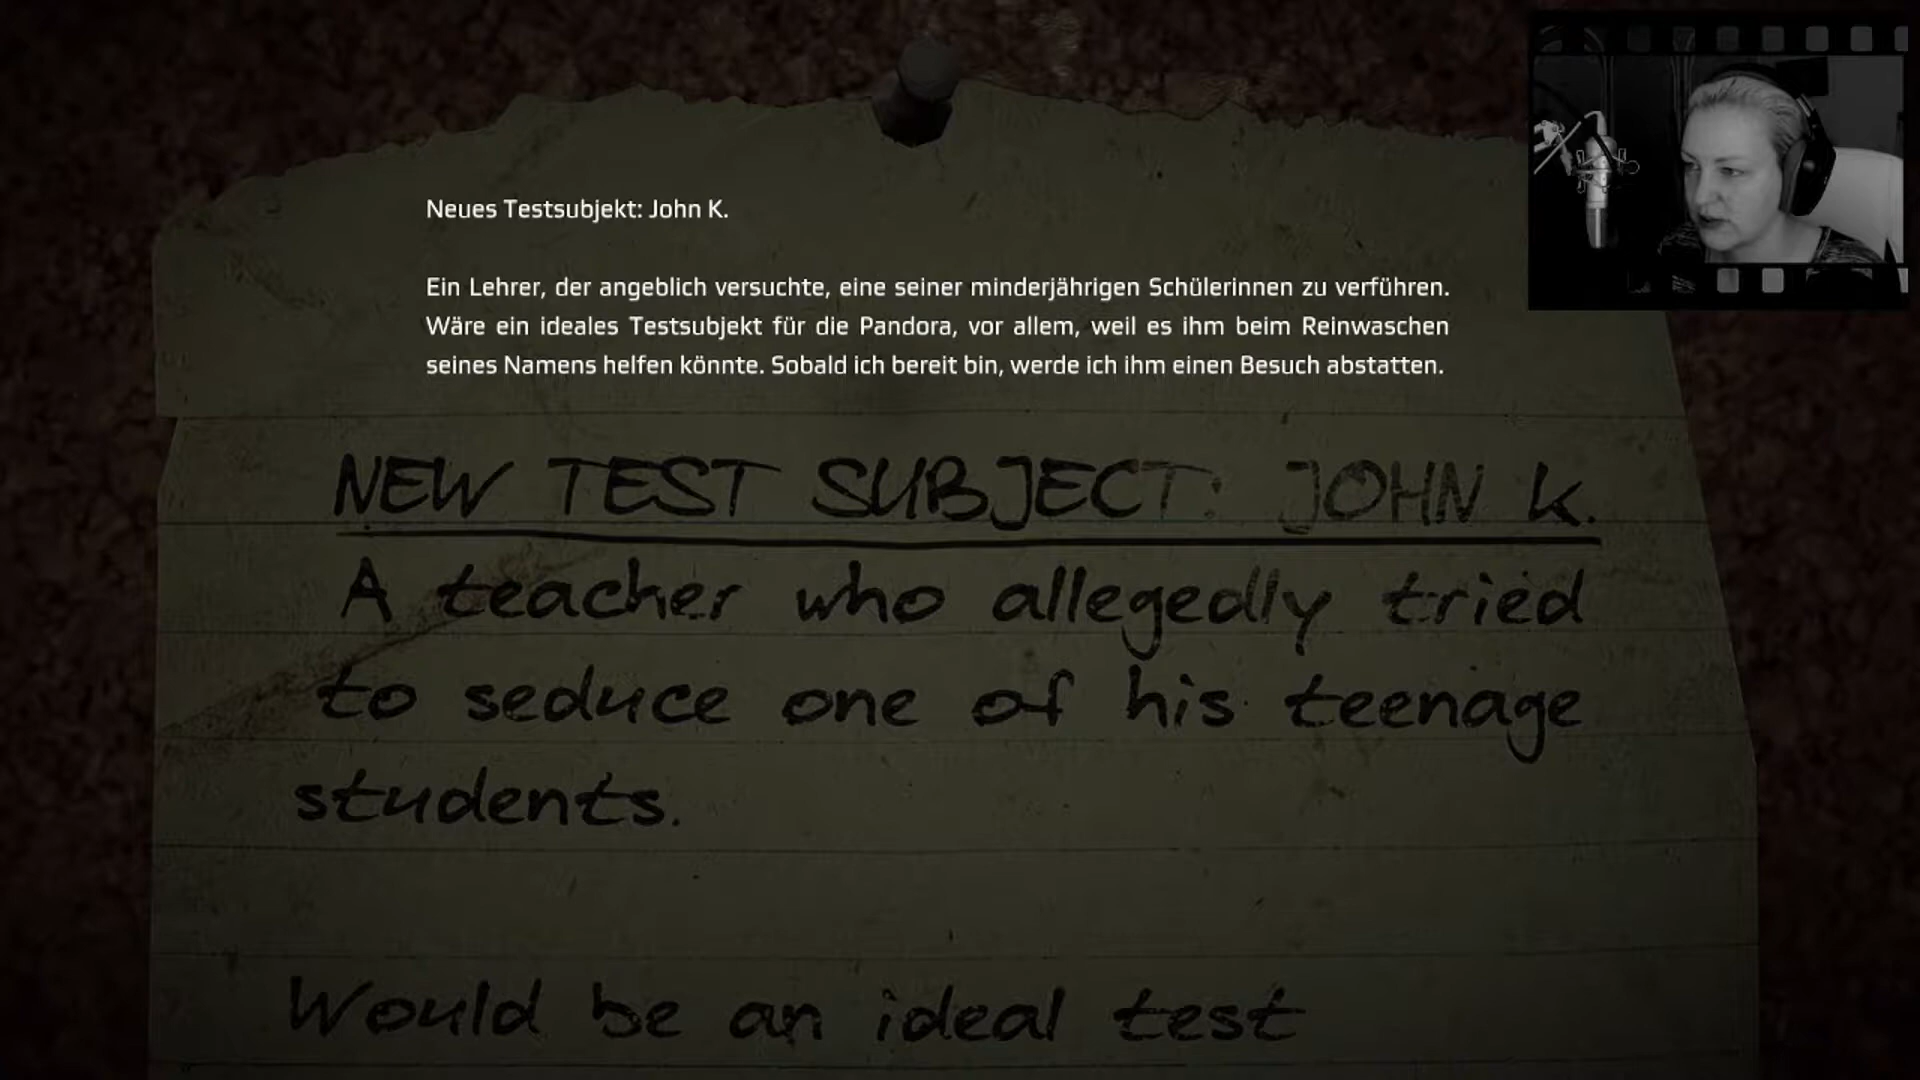 Neues Testsubjekt: John K.
Ein Lehrer, der angeblich versuchte, eine seiner minderjährigen Schülerinnen zu verführen.
Wäre ein ideales Testsubjekt für die Pandora, vor allem, weil es ihm beim Reinwaschen
seines Namens helfen könnte. Sobald ich bereit bin, werde ich ihm einen Besuch abstatten.
NEW TEST SUBJECT: JOHN K.
A teacher who allegedly tried
to seduce one of his teenage
students.
Would be an ideal test